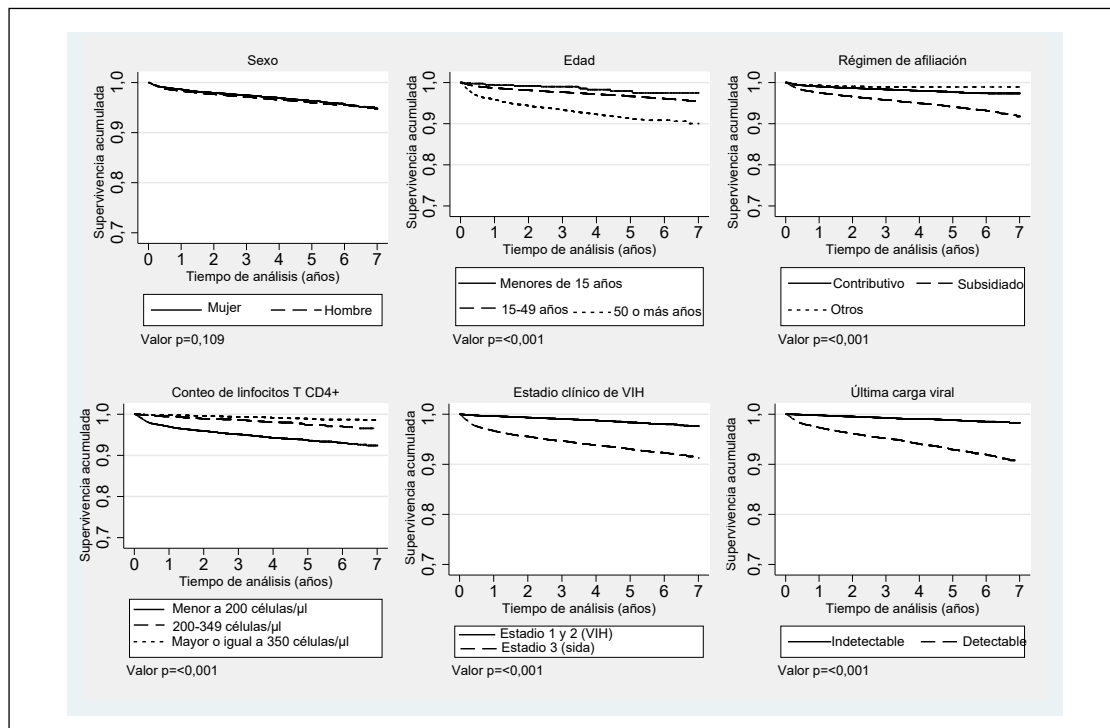 Sexo
Supervivencia acumulada
1,0
0,9
0,8
0,7
0 1 2 3 4 5 6 7
Tiempo de análisis (años)
Mujer Hombre
Valor p=0,109
Edad
Supervivencia acumulada
1,0
0,9
0,8
0,7
0 1 2 3 4 5 6 7
Tiempo de análisis (años)
Menores de 15 años
15-49 años 50 o más años
Valor p=<0,001
Régimen de afiliación
Supervivencia acumulada
1,0
0,9
0,8
0,7
0 1 2 3 4 5 6 7
Tiempo de análisis (años)
Contributivo Subsidiado
Otros
Valor p=<0,001
Conteo de linfocitos T CD4+
Supervivencia acumulada
1,0
0,9
0,8
0,7
0 1 2 3 4 5 6 7
Tiempo de análisis (años)
Menor a 200 células/µl
200-349 células/µl
Mayor o igual a 350 células/µl
Valor p=<0,001
Estadio clínico de VIH
Supervivencia acumulada
1,0
0,9
0,8
0,7
0 1 2 3 4 5 6 7
Tiempo de análisis (años)
Estadio 1 y 2 (VIH)
Estadio 3 (sida)
Valor p=<0,001
Última carga viral
Supervivencia acumulada
1,0
0,9
0,8
0,7
0 1 2 3 4 5 6 7
Tiempo de análisis (años)
Indetectable Detectable
Valor p=<0,001